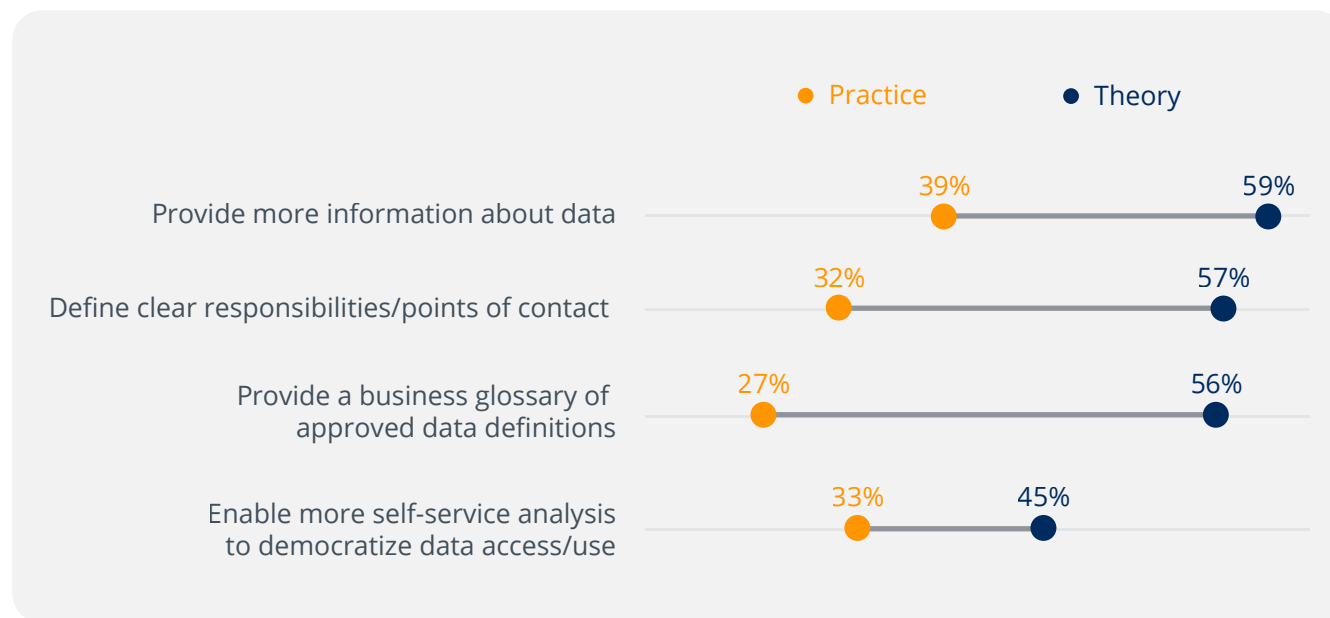 Practice
Theory
39%
59%
Provide more information about data
32%
57%
Define clear responsibilities/points of contact
27%
56%
Provide a business glossary of
approved data definitions
33%
45%
Enable more self-service analysis
to democratize data access/use